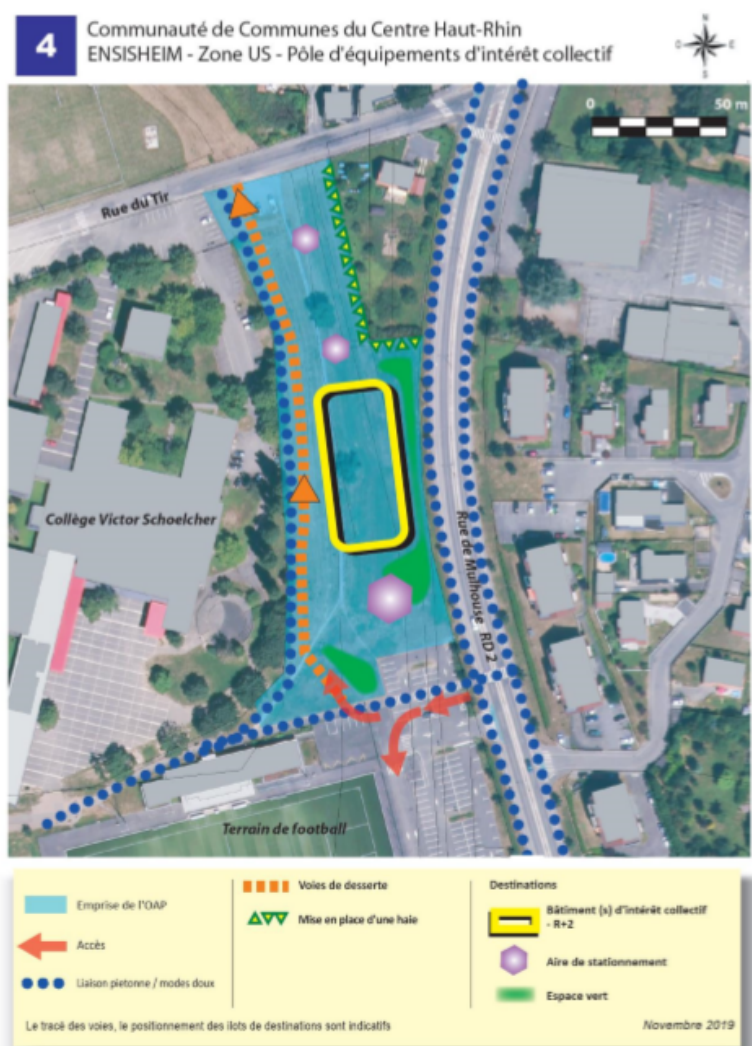 4
Communauté de Communes du Centre Haut-Rhin
ENSISHEIM - Zone US - Pôle d'équipements d'intérêt collectif
N
O
E
S
0 50 m
Rue du Tir
Collège Victor Schoelcher
Rue de Mulhouse RD 2
Terrain de football
Emprise de l'OAP
Accès
Liaison pietonne / modes doux
Voies de desserte
Mise en place d'une haie
Destinations
Bâtiment (s) d'intérêt collectif
- R+2
Aire de stationnement
Espace vert
Le tracé des voies, le positionnement des ilots de destinations sont indicatifs
Novembre 2019